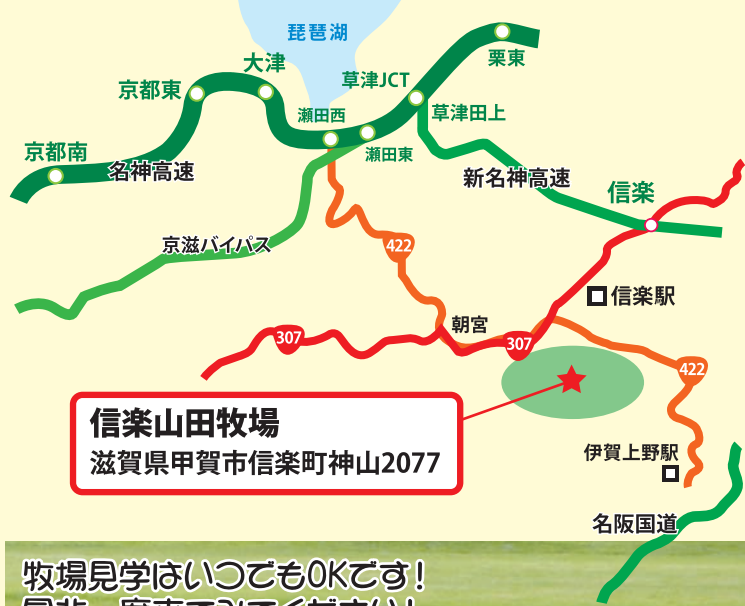 琵琶湖
栗東
大津
草津JCT
京都東
草津田上
瀬田西
瀬田東
京都南
名神高速
新名神高速
信楽
京滋バイパス
422
信楽駅
朝宮
307
307
422
信楽山田牧場
滋賀県甲賀市信楽町神山2077
伊賀上野駅
名阪国道
牧場見学はいつでもOKです!